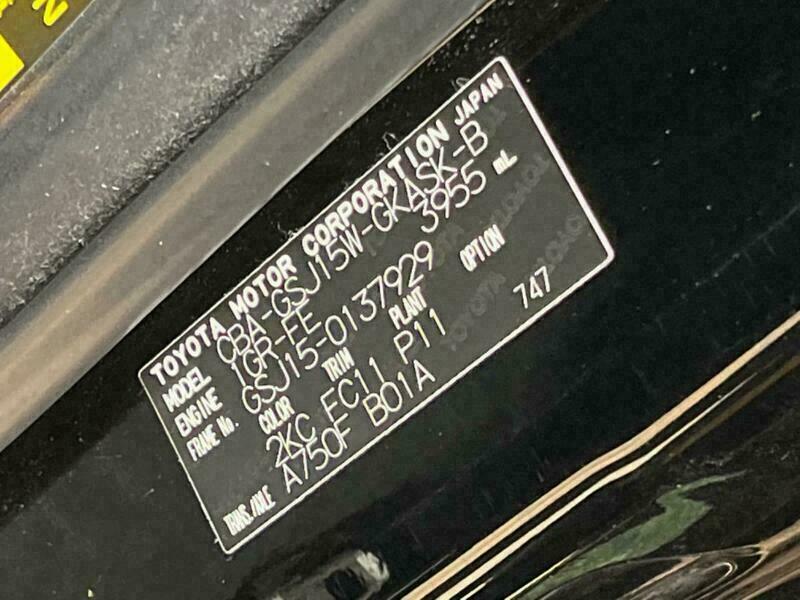 TOYOTA MOTOR CORPORATION JAPAN
MODEL CBA-GSJ15W-GKASK-B
ENGINE 1GR-FE 3955 mL
FRAME No. GSJ15-0137929
COLOR TRIM PLANT OPTION
2KC FC11 P11 747
TRANS./AXLE A750F B01A